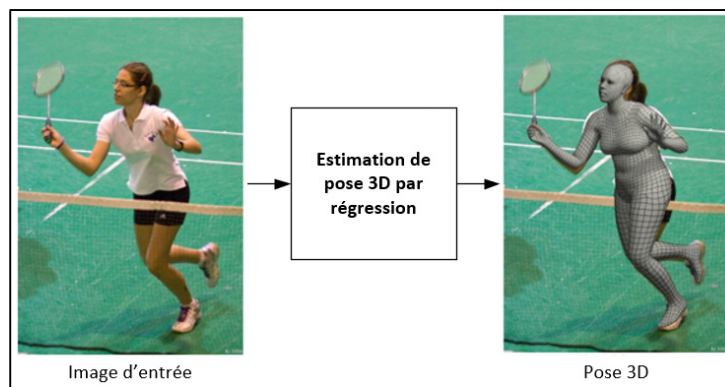 Estimation de
pose 3D par
régression
Image d’entrée
Pose 3D